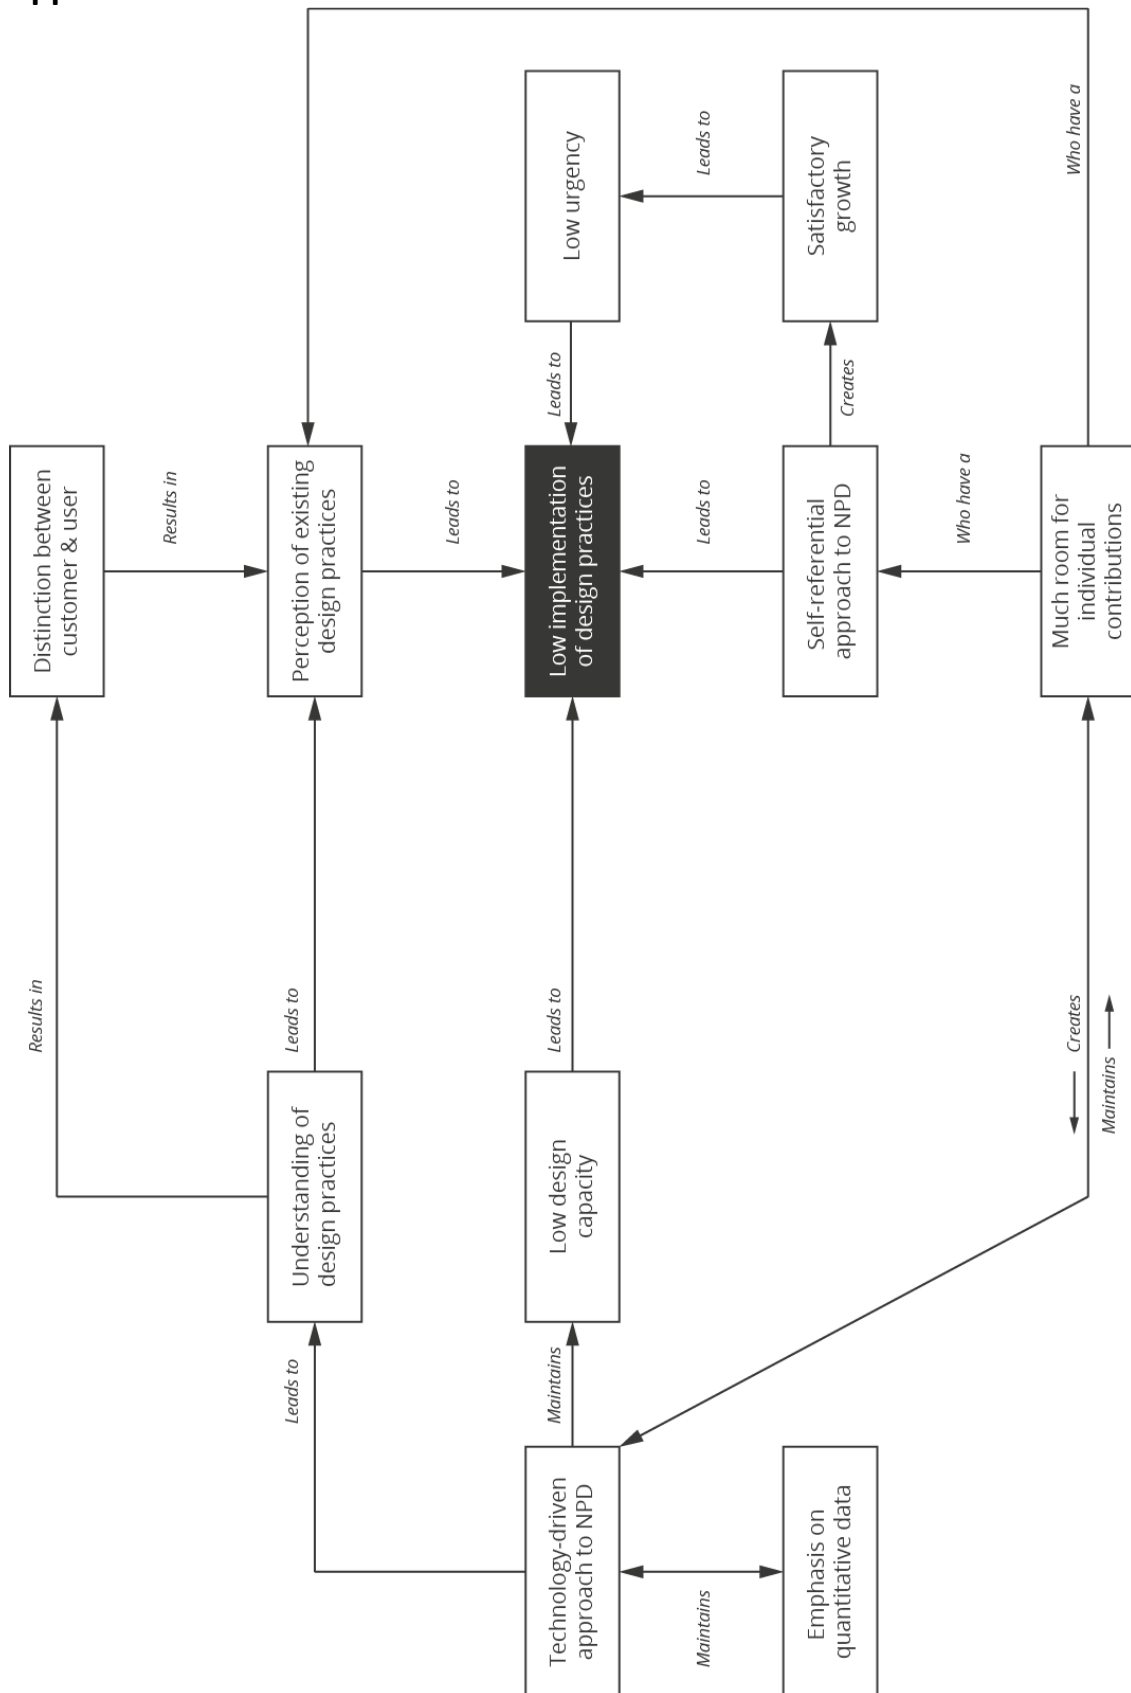 Distinction between
customer & user
Results in
Results in
Understanding of
design practices
Leads to
Perception of existing
design practices
Leads to
Leads to
Who have a
Technology-driven
approach to NPD
Maintains
Low design
capacity
Leads to
Low implementation
of design practices
Leads to
Low urgency
Maintains
Leads to
Leads to
Emphasis on
quantitative data
Self-referential
approach to NPD
Creates
Satisfactory
growth
Who have a
Creates
Maintains
Much room for
individual
contributions